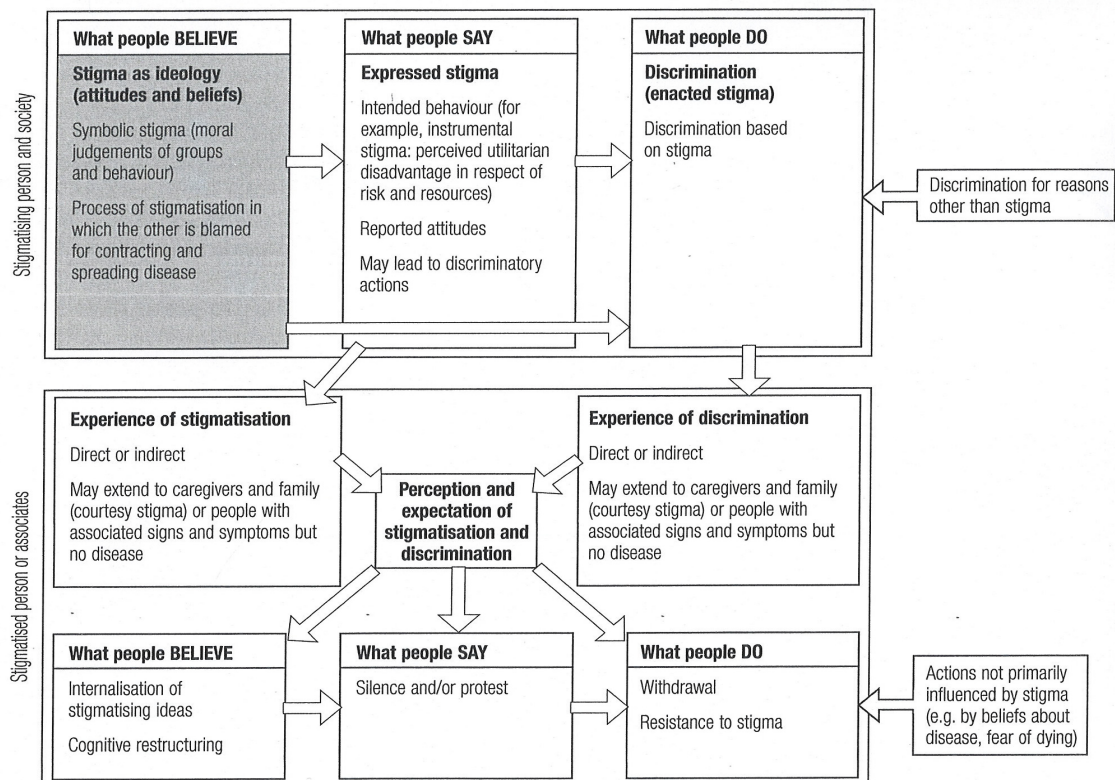 Stigmatising person and society
What people BELIEVE
Stigma as ideology
(attitudes and beliefs)
Symbolic stigma (moral
judgements of groups
and behaviour)
Process of stigmatisation in
which the other is blamed
for contracting and
spreading disease
What people SAY
Expressed stigma
Intended behaviour (for
example, instrumental
stigma: perceived utilitarian
disadvantage in respect of
risk and resources)
Reported attitudes
May lead to discriminatory
actions
What people DO
Discrimination
(enacted stigma)
Discrimination based
on stigma
Discrimination for reasons
other than stigma
Stigmatised person or associates
Experience of stigmatisation
Direct or indirect
May extend to caregivers and family
(courtesy stigma) or people with
associated signs and symptoms but
no disease
Perception and
expectation of
stigmatisation and
discrimination
Experience of discrimination
Direct or indirect
May extend to caregivers and family
(courtesy stigma) or people with
associated signs and symptoms but
no disease
What people BELIEVE
Internalisation of
stigmatising ideas
Cognitive restructuring
What people SAY
Silence and/or protest
What people DO
Withdrawal
Resistance to stigma
Actions not primarily
influenced by stigma
(e.g. by beliefs about
disease, fear of dying)